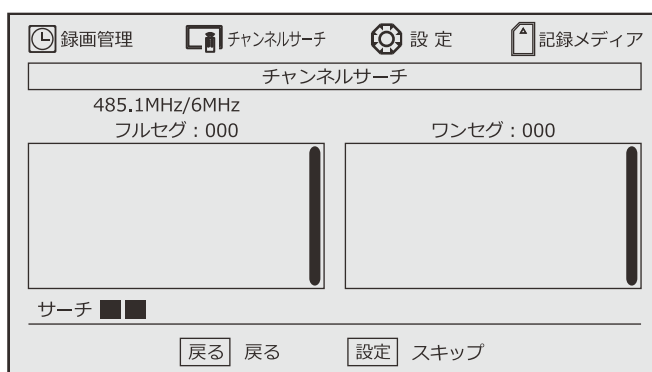 録画管理 チャンネルサーチ 設 定 記録メディア
チャンネルサーチ
485.1MHz/6MHz
フルセグ：000 ワンセグ：000
サーチ
戻る 戻る 設定 スキップ